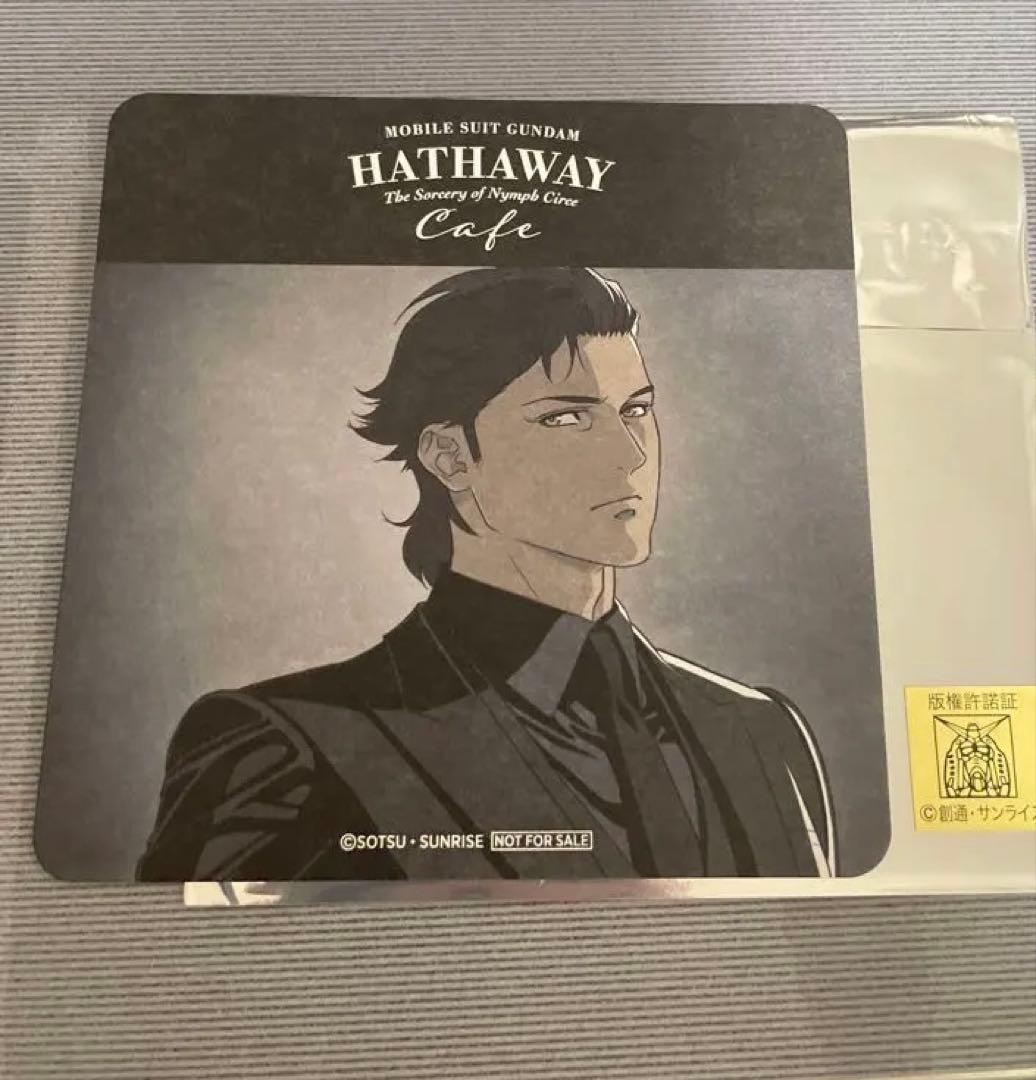 MOBILE SUIT GUNDAM
HATHAWAY
The Sorcery of Nymph Circe
Cafe
©SOTSU・SUNRISE NOT FOR SALE
版権許諾証
©創通・サンライ